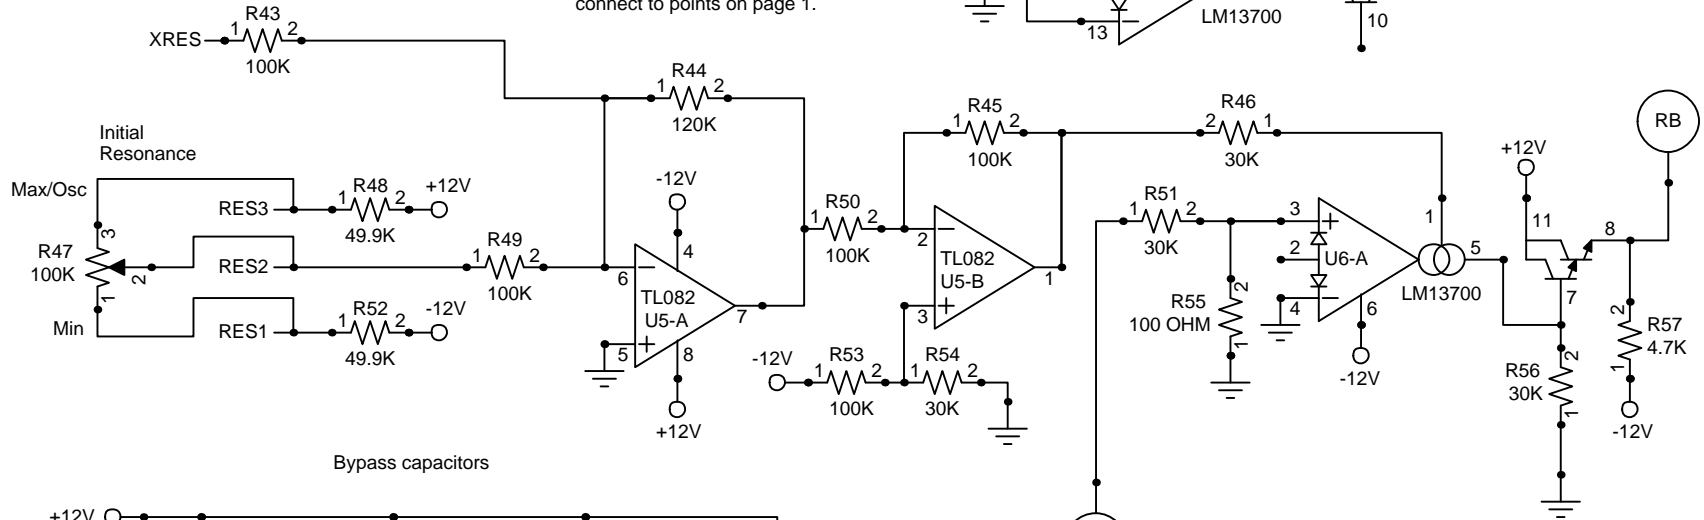 connect to points on page 1.
LM13700
13
10
XRES
1
R43
2
100K
1
R44
2
120K
Initial
Resonance
Max/Osc
RES3
1
R48
2
+12V
49.9K
3
R47
100K
2
1
RES2
1
R49
2
100K
Min
RES1
1
R52
2
-12V
49.9K
-12V
4
6
TL082
U5-A
7
5
8
+12V
1
R50
2
100K
1
R45
2
100K
2
TL082
U5-B
1
3
-12V
1
R53
2
100K
1
R54
2
30K
2
R46
1
30K
1
R51
2
30K
2
R55
100 OHM
1
3
2
U6-A
4
6
-12V
1
5
LM13700
+12V
11
8
7
RB
2
R56
30K
1
2
R57
4.7K
1
-12V
Bypass capacitors
+12V